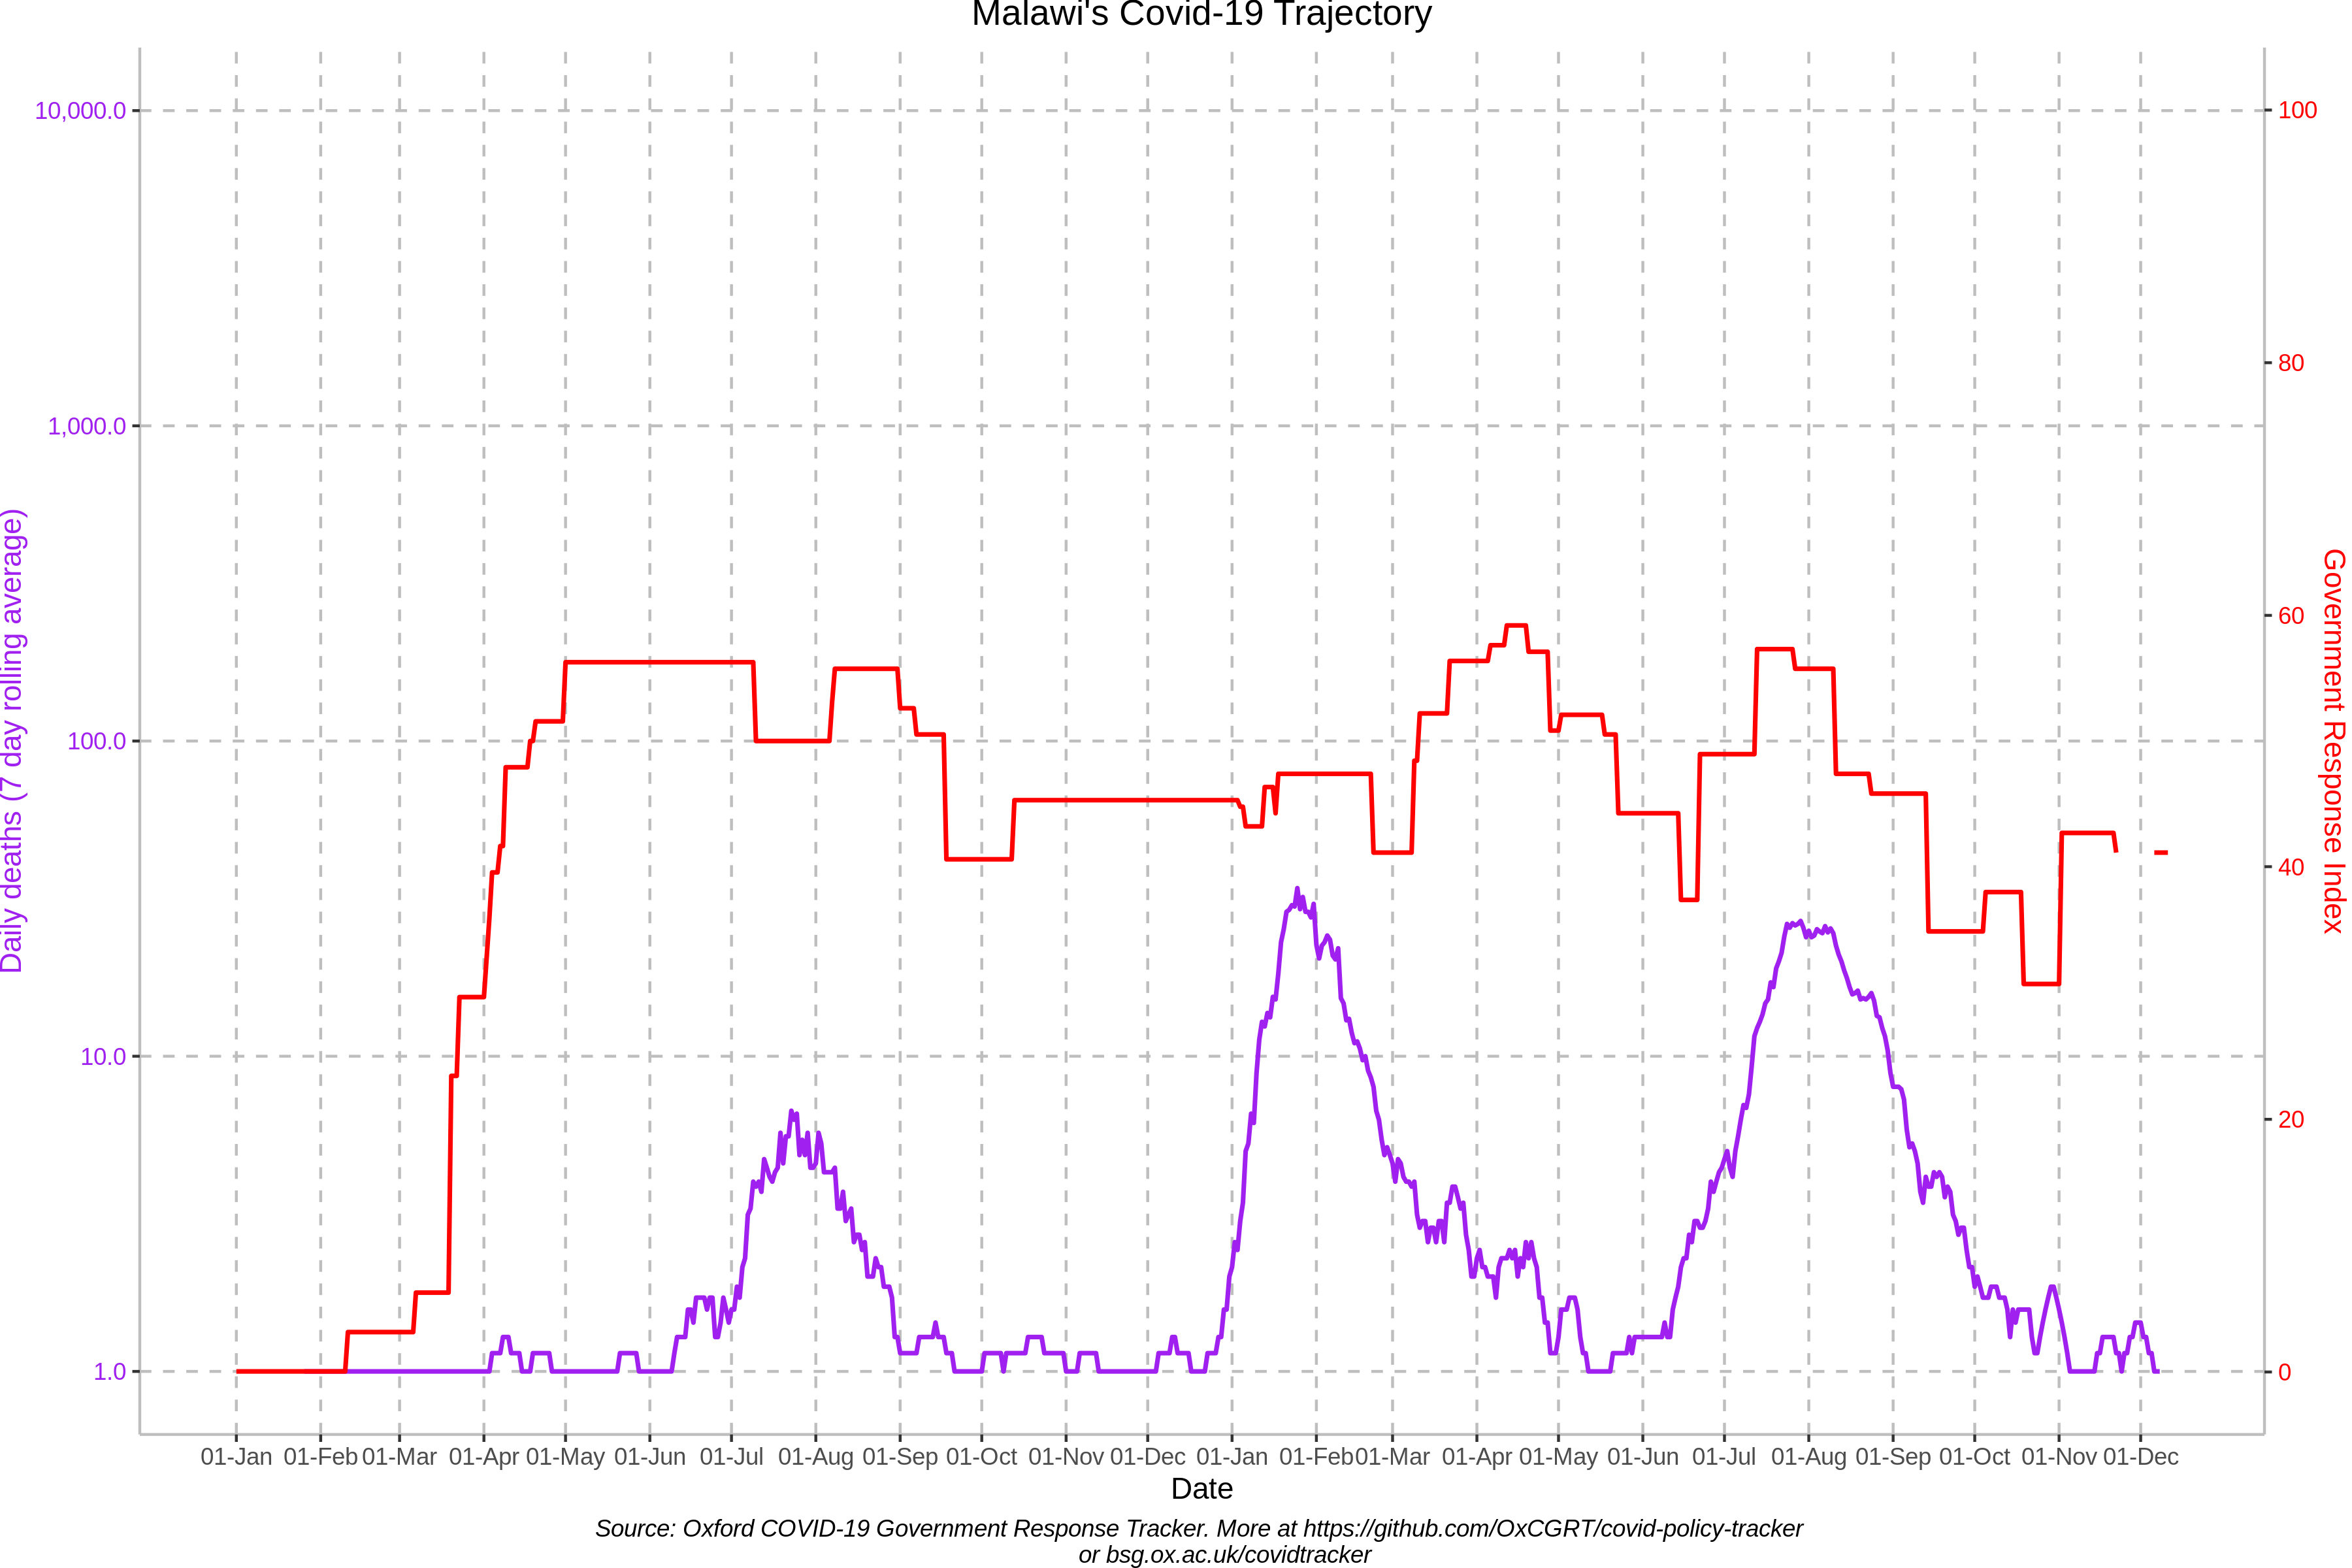 Malawi's Covid-19 Trajectory
10,000.0
1,000.0
100.0
10.0
1.0
Daily deaths (7 day rolling average)
100
80
60
40
20
0
Government Response Index
01-Jan 01-Feb 01-Mar 01-Apr 01-May 01-Jun 01-Jul 01-Aug 01-Sep 01-Oct 01-Nov 01-Dec 01-Jan 01-Feb 01-Mar 01-Apr 01-May 01-Jun 01-Jul 01-Aug 01-Sep 01-Oct 01-Nov 01-Dec
Date
Source: Oxford COVID-19 Government Response Tracker. More at https://github.com/OxCGRT/covid-policy-tracker
or bsg.ox.ac.uk/covidtracker